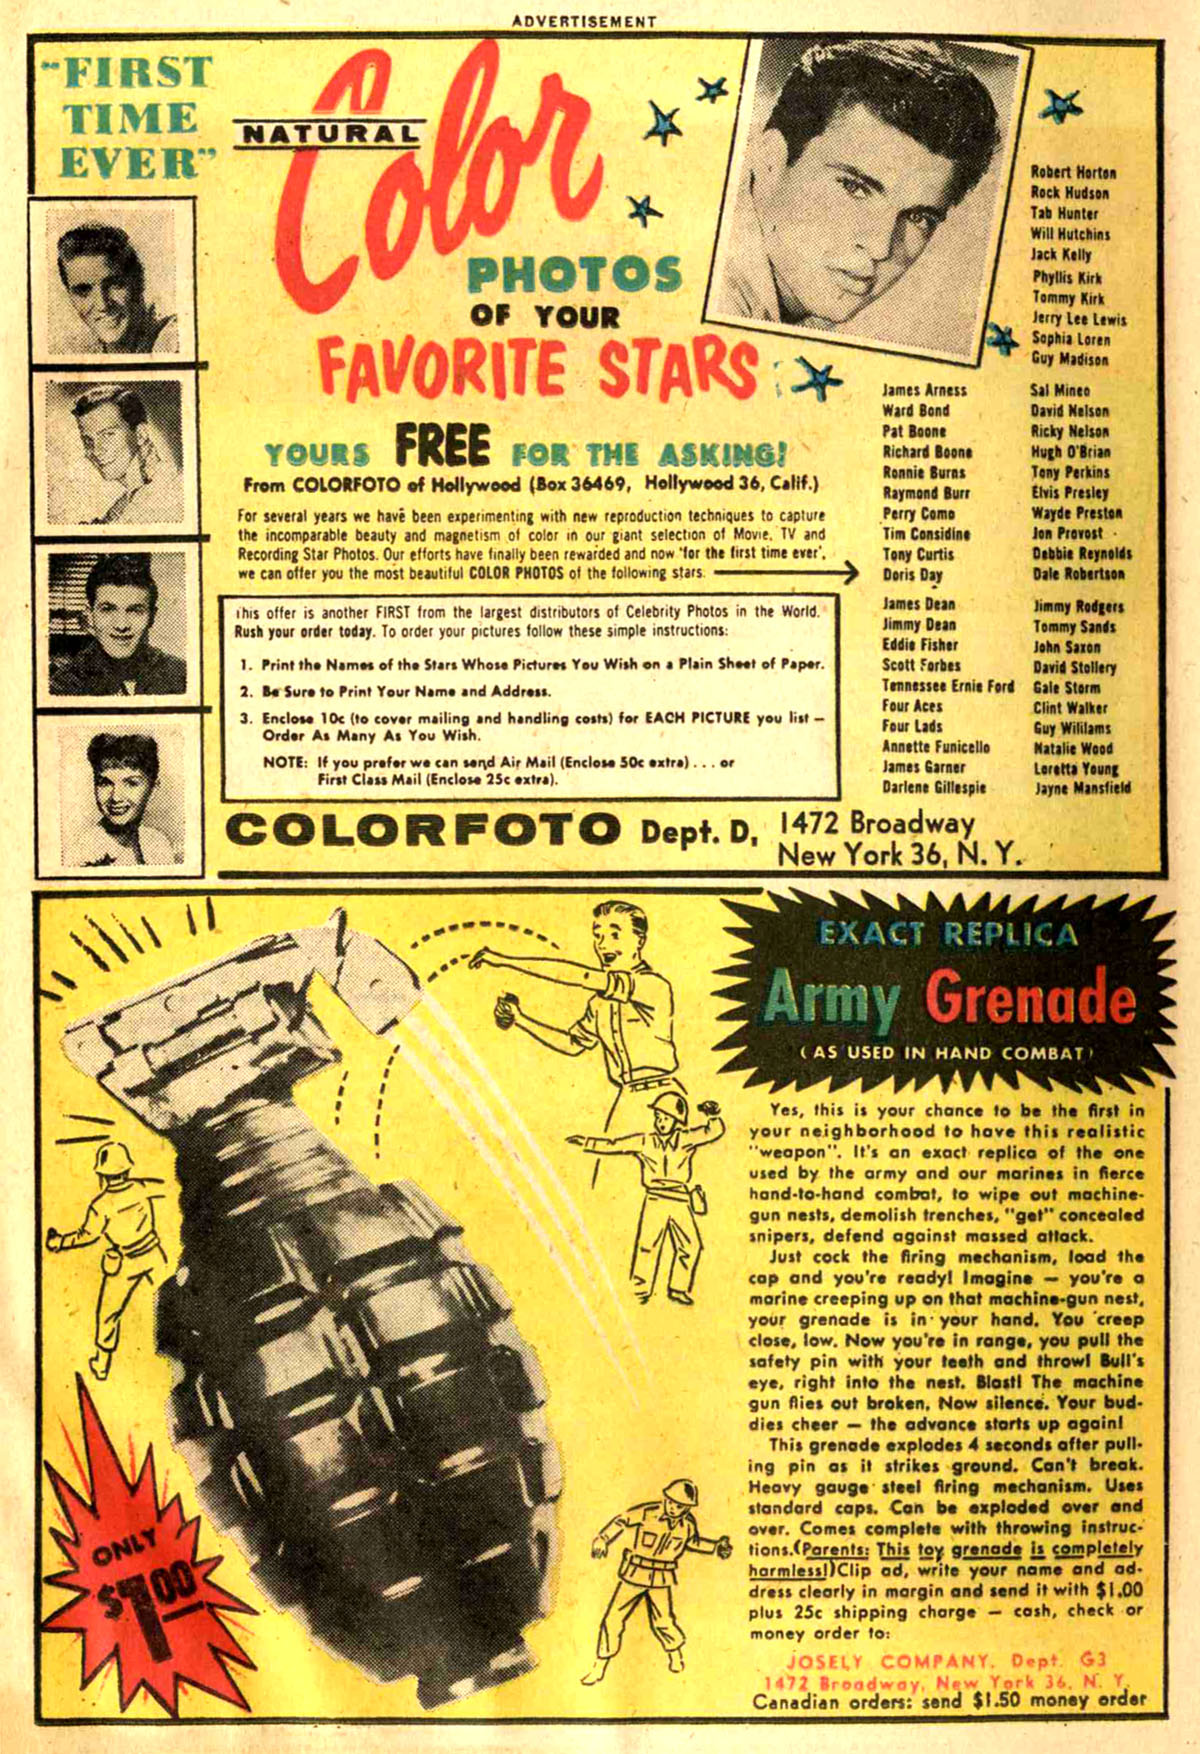 ADVERTISEMENT
"FIRST
TIME
EVER"
NATURAL
Color
PHOTOS
OF YOUR
FAVORITE STARS
YOURS FREE FOR THE ASKING!
From COLORFOTO of Hollywood (Box 36469, Hollywood 36, Calif.)
For several years we have been experimenting with new reproduction techniques to capture
the incomparable beauty and magnetism of color in our giant selection of Movie, TV and
Recording Star Photos. Our efforts have finally been rewarded and now 'for the first time ever',
we can offer you the most beautiful COLOR PHOTOS of the following stars.
This offer is another FIRST from the largest distributors of Celebrity Photos in the World.
Rush your order today. To order your pictures follow these simple instructions:
1. Print the Names of the Stars Whose Pictures You Wish on a Plain Sheet of Paper.
2. Be Sure to Print Your Name and Address.
3. Enclose 10c (to cover mailing and handling costs) for EACH PICTURE you list —
Order As Many As You Wish.
NOTE: If you prefer we can send Air Mail (Enclose 50c extra) . . . or
First Class Mail (Enclose 25c extra).
James Arness
Ward Bond
Pat Boone
Richard Boone
Ronnie Burns
Raymond Burr
Perry Como
Tim Considine
Tony Curtis
Doris Day
James Dean
Jimmy Dean
Eddie Fisher
Scott Forbes
Tennessee Ernie Ford
Four Aces
Four Lads
Annette Funicello
James Garner
Darlene Gillespie
Robert Horton
Rock Hudson
Tab Hunter
Will Hutchins
Jack Kelly
Phyllis Kirk
Tommy Kirk
Jerry Lee Lewis
Sophia Loren
Guy Madison
Sal Mineo
David Nelson
Ricky Nelson
Hugh O'Brian
Tony Perkins
Elvis Presley
Wayde Preston
Jon Provost
Debbie Reynolds
Dale Robertson
Jimmy Rodgers
Tommy Sands
John Saxon
David Stollery
Gale Storm
Clint Walker
Guy Wililams
Natalie Wood
Loretta Young
Jayne Mansfield
COLORFOTO Dept. D, 1472 Broadway
New York 36, N. Y.
EXACT REPLICA
Army Grenade
(AS USED IN HAND COMBAT)
Yes, this is your chance to be the first in
your neighborhood to have this realistic
"weapon". It's an exact replica of the one
used by the army and our marines in fierce
hand-to-hand combat, to wipe out machine-
gun nests, demolish trenches, "get" concealed
snipers, defend against massed attack.
Just cock the firing mechanism, load the
cap and you're ready! Imagine — you're a
marine creeping up on that machine-gun nest,
your grenade is in your hand. You creep
close, low. Now you're in range, you pull the
safety pin with your teeth and throw! Bull's
eye, right into the nest. Blast! The machine
gun flies out broken. Now silence. Your bud-
dies cheer — the advance starts up again!
This grenade explodes 4 seconds after pull-
ing pin as it strikes ground. Can't break.
Heavy gauge steel firing mechanism. Uses
standard caps. Can be exploded over and
over. Comes complete with throwing instruc-
tions.(Parents: This toy grenade is completely
harmless!)Clip ad, write your name and ad-
dress clearly in margin and send it with $1.00
plus 25c shipping charge — cash, check or
money order to:
JOSELY COMPANY, Dept. G3
1472 Broadway, New York 36, N. Y.
Canadian orders: send $1.50 money order
ONLY
$1.00